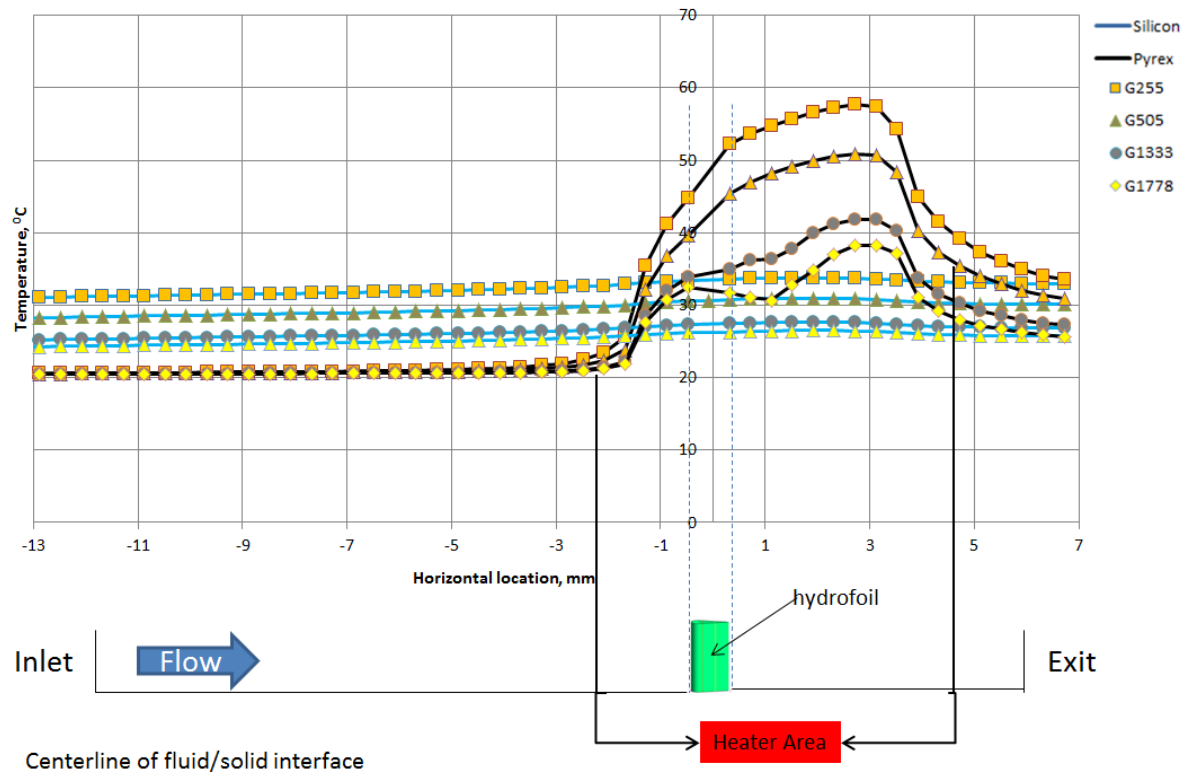 70
60
50
40
30
20
10
0
Temperature, ⁰C
-13
-11
-9
-7
-5
-3
-1
1
3
5
7
Horizontal location, mm
Silicon
Pyrex
G255
G505
G1333
G1778
hydrofoil
Inlet
Flow
Exit
Heater Area
Centerline of fluid/solid interface